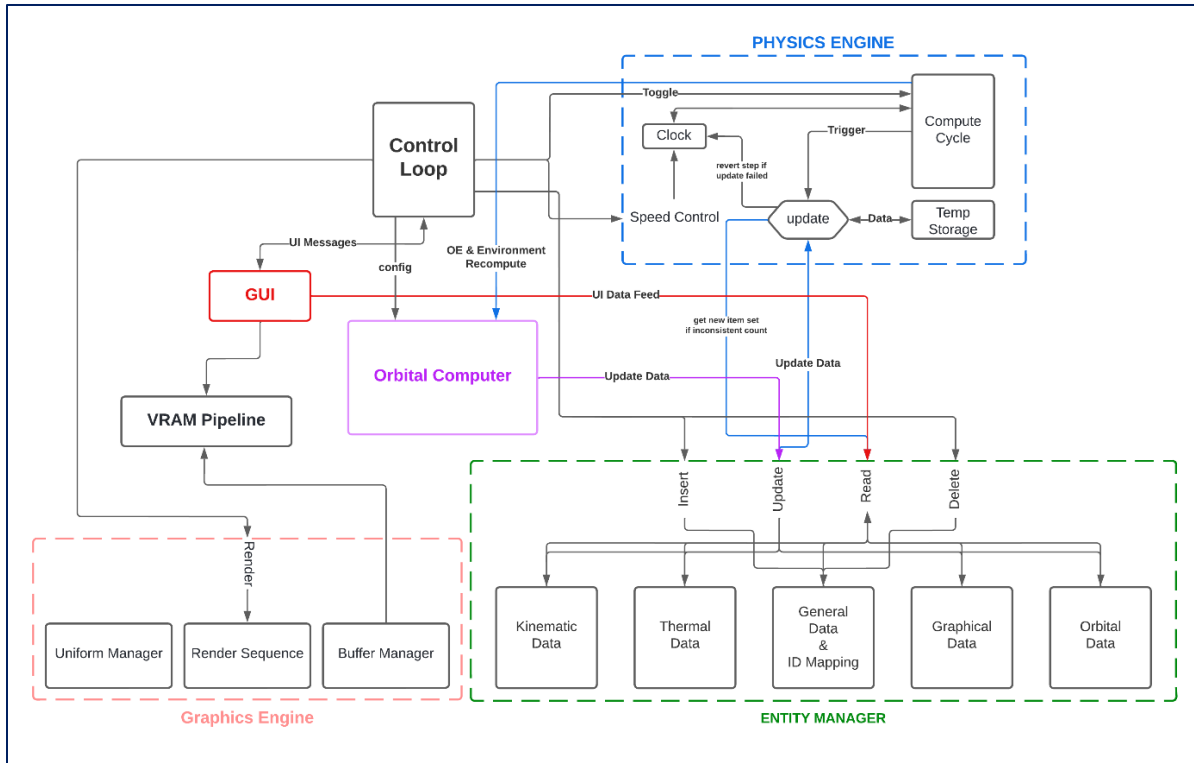 PHYSICS ENGINE
Toggle
Control
Loop
Clock
Trigger
Compute
Cycle
revert step if
update failed
Speed Control
update
Data
Temp
Storage
UI Messages
config
OE & Environment
Recompute
GUI
UI Data Feed
get new item set
if inconsistent count
Orbital Computer
Update Data
Update Data
VRAM Pipeline
Insert
Update
Read
Delete
Render
Kinematic
Data
Thermal
Data
General
Data
&
ID Mapping
Graphical
Data
Orbital
Data
Uniform Manager
Render Sequence
Buffer Manager
Graphics Engine
ENTITY MANAGER